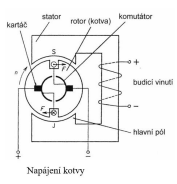 stator
rotor (kotva)
komutátor
kartáč
S
F
e
+
budicí vinutí
−
F
J
hlavní pól
+
−
Napájení kotvy